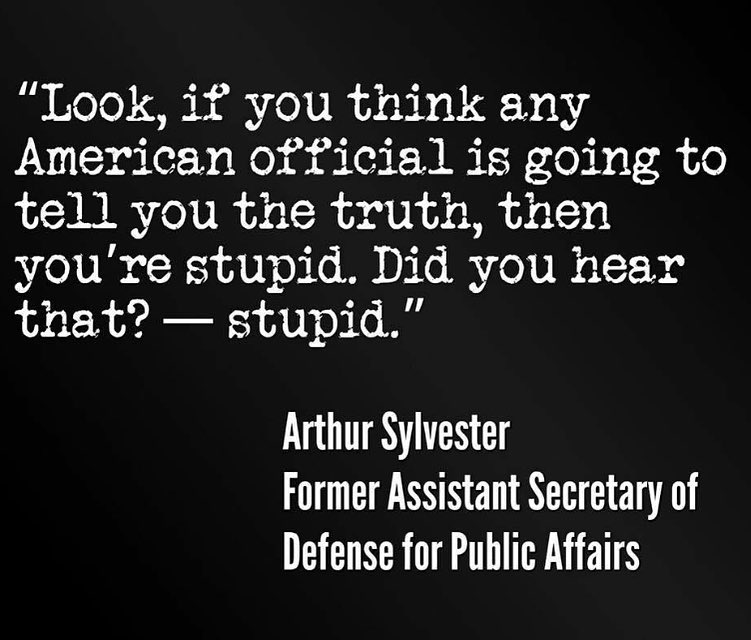 “Look, if you think any
American official is going to
tell you the truth, then
you're stupid. Did you hear
that? — stupid.”
Arthur Sylvester
Former Assistant Secretary of
Defense for Public Affairs